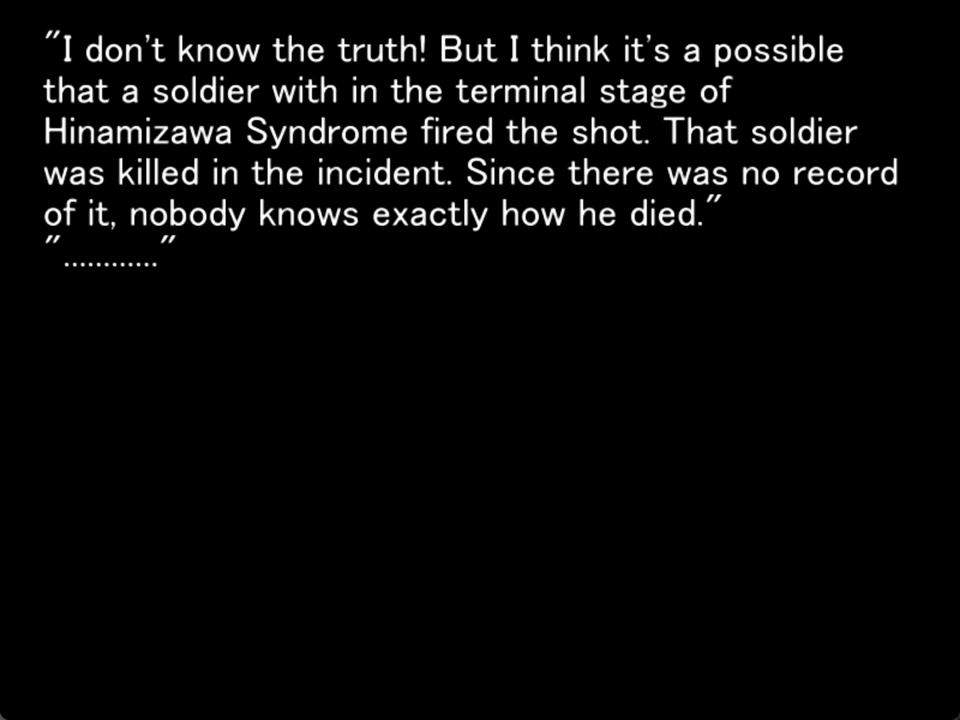 "I don't know the truth! But I think it's a possible
that a soldier with in the terminal stage of
Hinamizawa Syndrome fired the shot. That soldier
was killed in the incident. Since there was no record
of it, nobody knows exactly how he died."
"............"